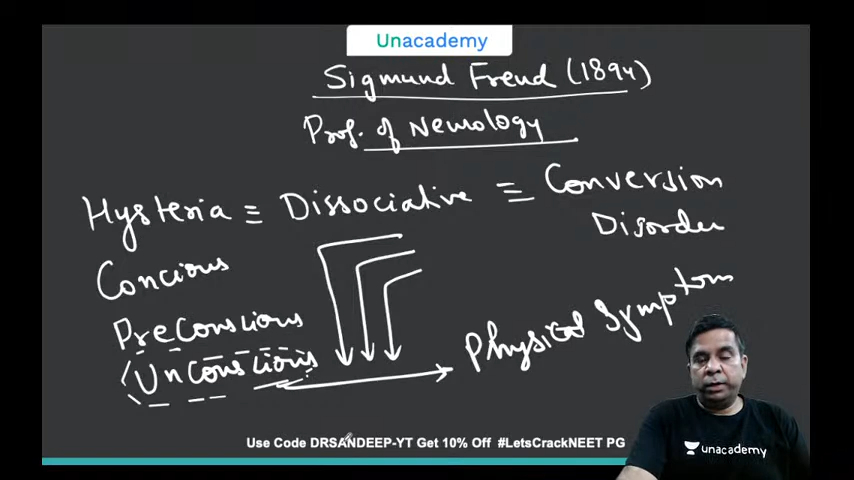 Unacademy
Sigmund Freud (1894)
Prof. of Neurology
Hysteria ≡ Dissociative ≡ Conversion
Disorder
Concious
Preconscious
Unconscious
Physical Symptoms
Use Code DRSANDEEP-YT Get 10% Off #LetsCrackNEET PG
unacademy